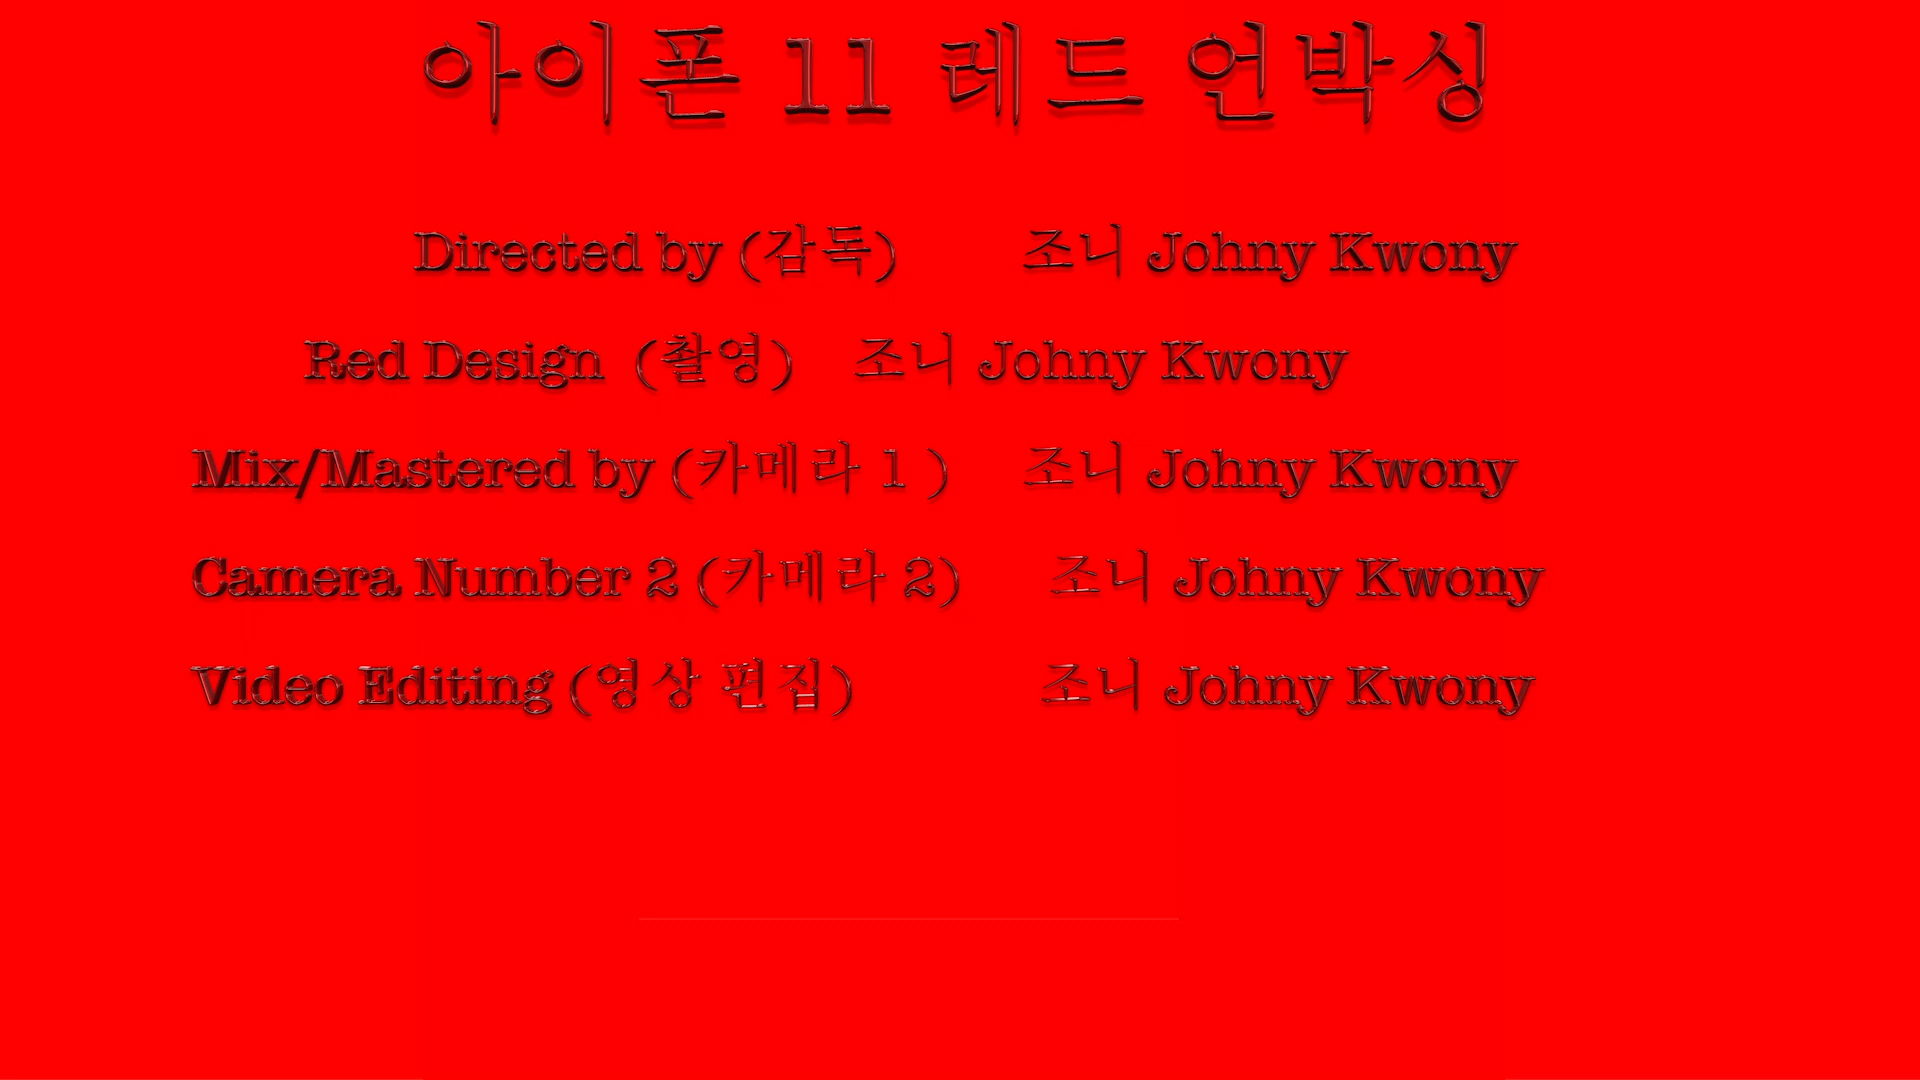 아이폰 11 레드 언박싱
Directed by (감독) 조니 Johny Kwony
Red Design (촬영) 조니 Johny Kwony
Mix/Mastered by (카메라 1 ) 조니 Johny Kwony
Camera Number 2 (카메라 2) 조니 Johny Kwony
Video Editing (영상 편집) 조니 Johny Kwony